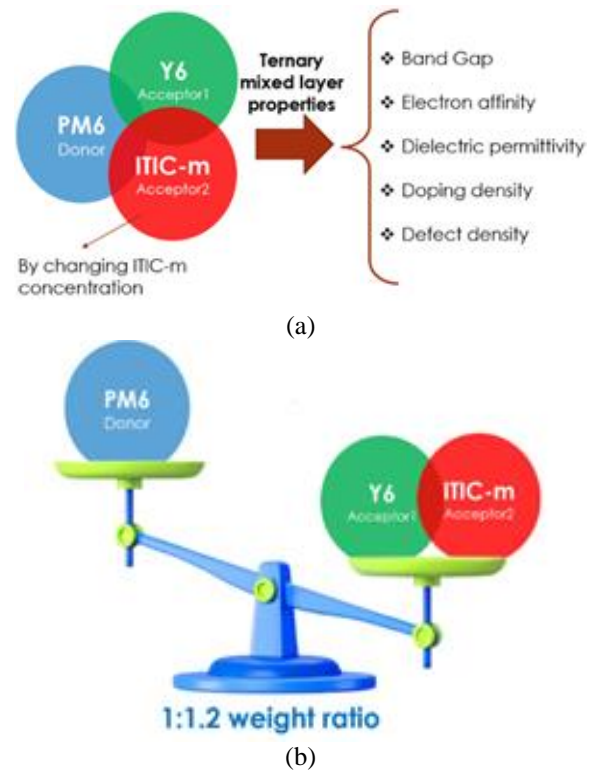 Y6
Acceptor1
PM6
Donor
ITIC-m
Acceptor2
By changing ITIC-m
concentration
Ternary
mixed layer
properties
❖ Band Gap
❖ Electron affinity
❖ Dielectric permittivity
❖ Doping density
❖ Defect density
(a)
PM6
Donor
Y6
Acceptor1
ITIC-m
Acceptor2
1:1.2 weight ratio
(b)